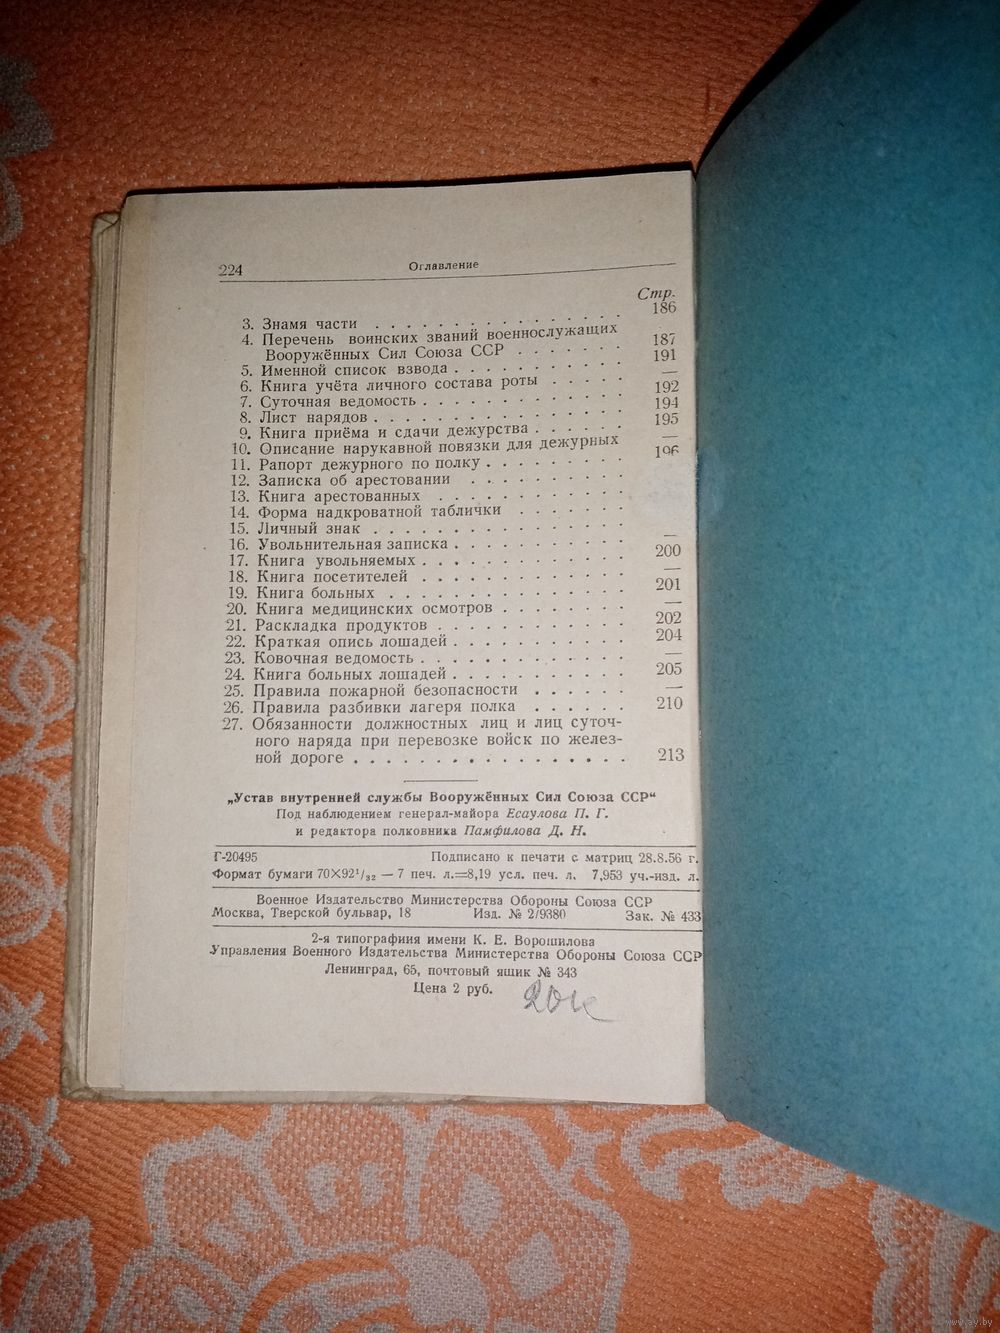 224
Оглавление
Стр.
3. Знамя части . . . . . . . . . . . . . . . . 186
4. Перечень воинских званий военнослужащих
Вооружённых Сил Союза ССР . . . . . . . 187
5. Именной список взвода . . . . . . . . . . . 191
6. Книга учёта личного состава роты . . . . . —
7. Суточная ведомость . . . . . . . . . . . . . 192
8. Лист нарядов . . . . . . . . . . . . . . . . 194
9. Книга приёма и сдачи дежурства . . . . . . 195
10. Описание нарукавной повязки для дежурных —
11. Рапорт дежурного по полку . . . . . . . . . 196
12. Записка об арестовании . . . . . . . . . .
13. Книга арестованных . . . . . . . . . . . .
14. Форма надкроватной таблички . . . . . . .
15. Личный знак . . . . . . . . . . . . . . . .
16. Увольнительная записка . . . . . . . . . . . —
17. Книга увольняемых . . . . . . . . . . . . . 200
18. Книга посетителей . . . . . . . . . . . . . —
19. Книга больных . . . . . . . . . . . . . . . 201
20. Книга медицинских осмотров . . . . . . . . —
21. Раскладка продуктов . . . . . . . . . . . . 202
22. Краткая опись лошадей . . . . . . . . . . . 204
23. Ковочная ведомость . . . . . . . . . . . . . —
24. Книга больных лошадей . . . . . . . . . . . 205
25. Правила пожарной безопасности . . . . . . —
26. Правила разбивки лагеря полка . . . . . . 210
27. Обязанности должностных лиц и лиц суточ-
ного наряда при перевозке войск по желез-
ной дороге . . . . . . . . . . . . . . . . . 213
„Устав внутренней службы Вооружённых Сил Союза ССР“
Под наблюдением генерал-майора Есаулова П. Г.
и редактора полковника Памфилова Д. Н.
Г-20495 Подписано к печати с матриц 28.8.56 г.
Формат бумаги 70×92¹/₃₂ — 7 печ. л.=8,19 усл. печ. л. 7,953 уч.-изд. л.
Военное Издательство Министерства Обороны Союза ССР
Москва, Тверской бульвар, 18 Изд. № 2/9380 Зак. № 433
2-я типографиия имени К. Е. Ворошилова
Управления Военного Издательства Министерства Обороны Союза ССР
Ленинград, 65, почтовый ящик № 343
Цена 2 руб.
20к
www.ay.by